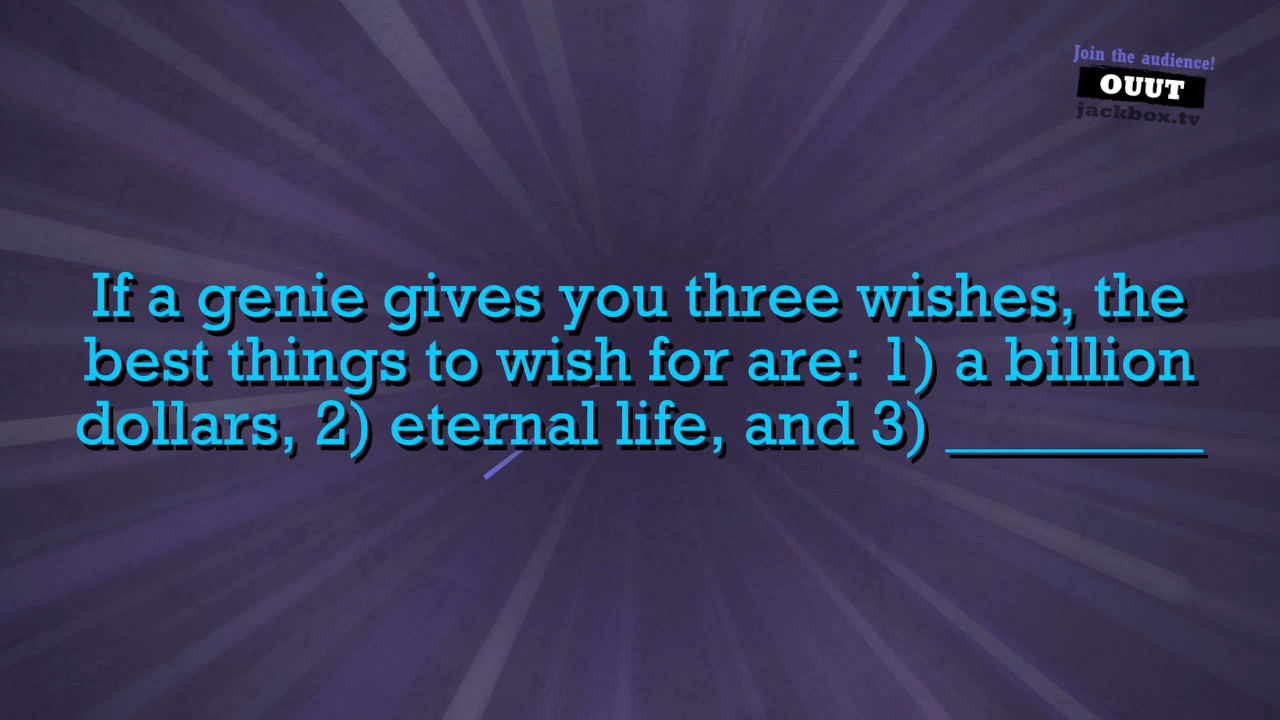 Join the audience!
OUUT
jackbox.tv
If a genie gives you three wishes, the
best things to wish for are: 1) a billion
dollars, 2) eternal life, and 3) _________